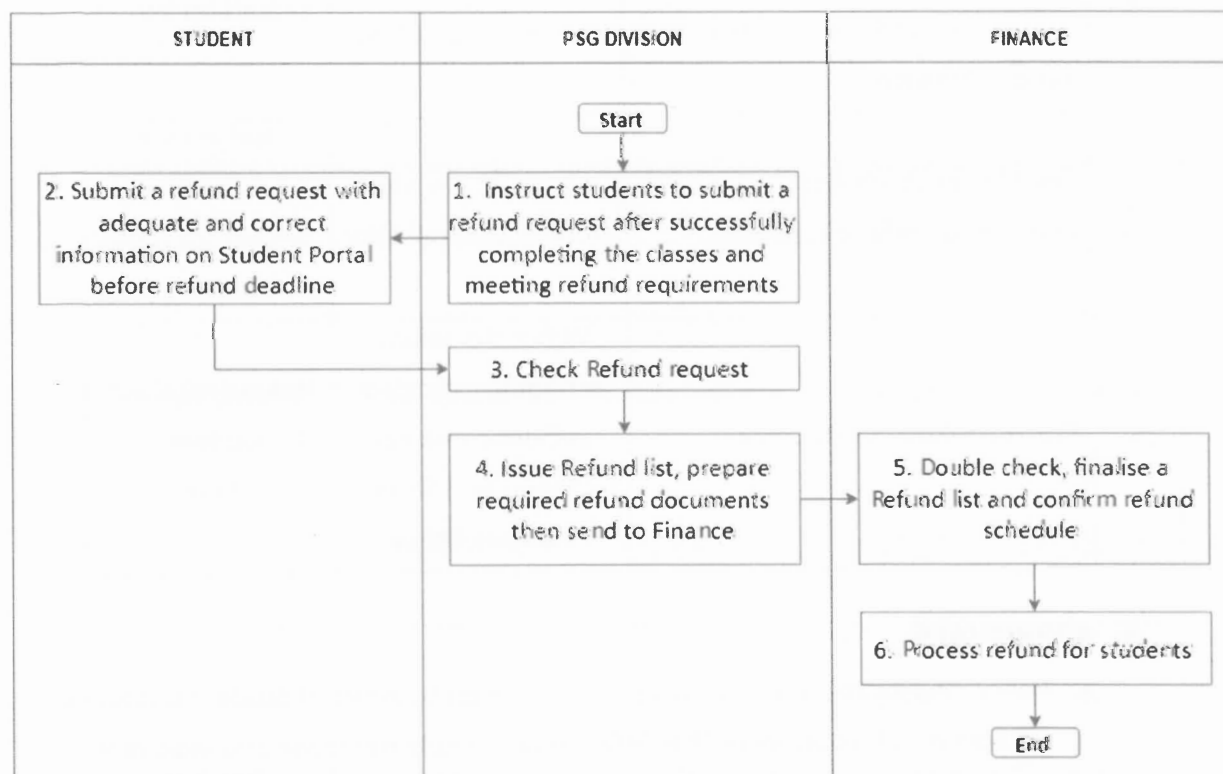 STUDENT
PSG DIVISION
FINANCE
Start
1. Instruct students to submit a
refund request after successfully
completing the classes and
meeting refund requirements
2. Submit a refund request with
adequate and correct
information on Student Portal
before refund deadline
3. Check Refund request
4. Issue Refund list, prepare
required refund documents
then send to Finance
5. Double check, finalise a
Refund list and confirm refund
schedule
6. Process refund for students
End